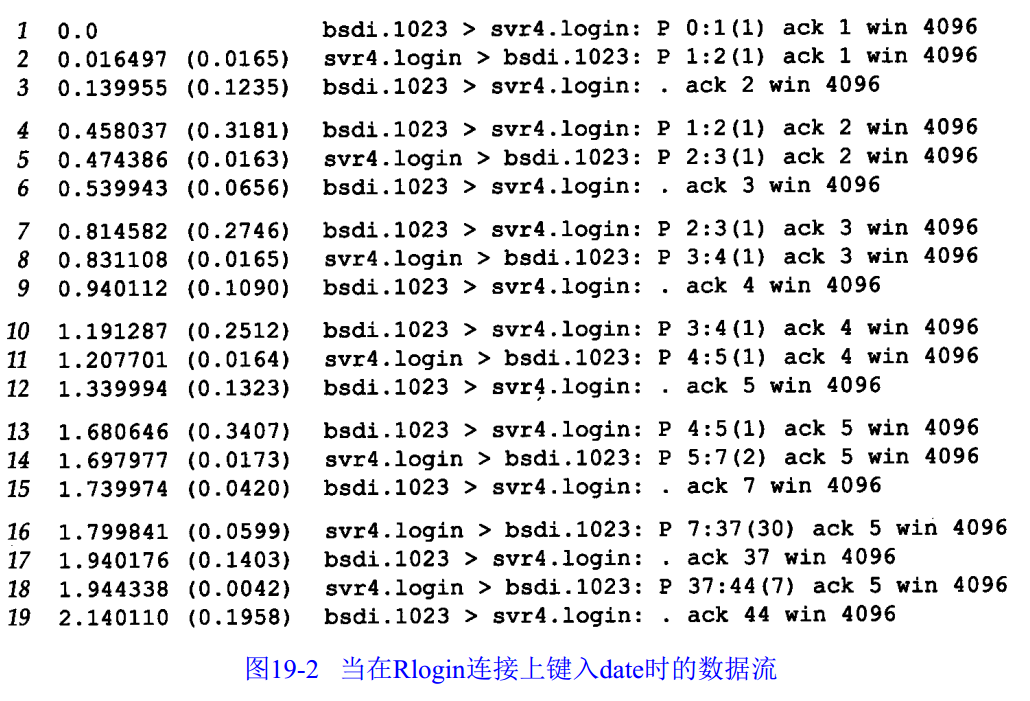 1 0.0 bsdi.1023 > svr4.login: P 0:1(1) ack 1 win 4096
2 0.016497 (0.0165) svr4.login > bsdi.1023: P 1:2(1) ack 1 win 4096
3 0.139955 (0.1235) bsdi.1023 > svr4.login: . ack 2 win 4096
4 0.458037 (0.3181) bsdi.1023 > svr4.login: P 1:2(1) ack 2 win 4096
5 0.474386 (0.0163) svr4.login > bsdi.1023: P 2:3(1) ack 2 win 4096
6 0.539943 (0.0656) bsdi.1023 > svr4.login: . ack 3 win 4096
7 0.814582 (0.2746) bsdi.1023 > svr4.login: P 2:3(1) ack 3 win 4096
8 0.831108 (0.0165) svr4.login > bsdi.1023: P 3:4(1) ack 3 win 4096
9 0.940112 (0.1090) bsdi.1023 > svr4.login: . ack 4 win 4096
10 1.191287 (0.2512) bsdi.1023 > svr4.login: P 3:4(1) ack 4 win 4096
11 1.207701 (0.0164) svr4.login > bsdi.1023: P 4:5(1) ack 4 win 4096
12 1.339994 (0.1323) bsdi.1023 > svr4.login: . ack 5 win 4096
13 1.680646 (0.3407) bsdi.1023 > svr4.login: P 4:5(1) ack 5 win 4096
14 1.697977 (0.0173) svr4.login > bsdi.1023: P 5:7(2) ack 5 win 4096
15 1.739974 (0.0420) bsdi.1023 > svr4.login: . ack 7 win 4096
16 1.799841 (0.0599) svr4.login > bsdi.1023: P 7:37(30) ack 5 win 4096
17 1.940176 (0.1403) bsdi.1023 > svr4.login: . ack 37 win 4096
18 1.944338 (0.0042) svr4.login > bsdi.1023: P 37:44(7) ack 5 win 4096
19 2.140110 (0.1958) bsdi.1023 > svr4.login: . ack 44 win 4096
图19-2 当在Rlogin连接上键入date时的数据流